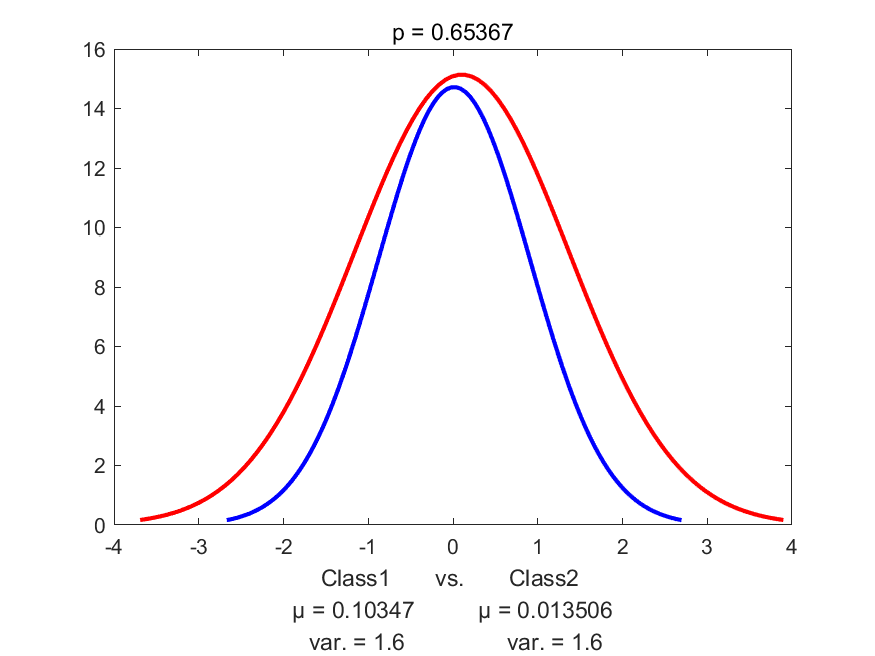 p = 0.65367
16
14
12
10
8
6
4
2
0
-4 -3 -2 -1 0 1 2 3 4
Class1 vs. Class2
μ = 0.10347 μ = 0.013506
var. = 1.6 var. = 1.6